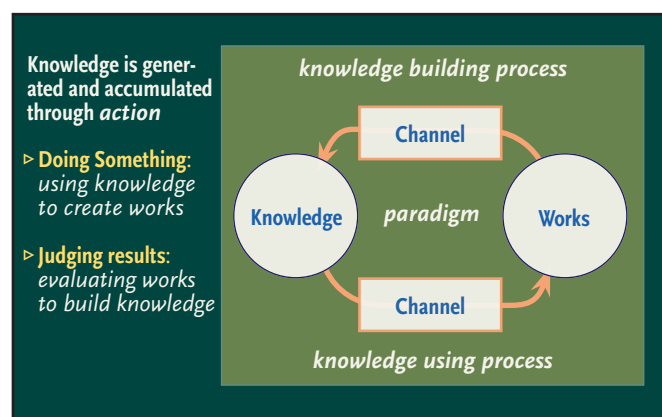 Knowledge is gener-
ated and accumulated
through action
▹ Doing Something:
using knowledge
to create works
▹ Judging results:
evaluating works
to build knowledge
knowledge building process
Channel
Knowledge
paradigm
Works
Channel
knowledge using process